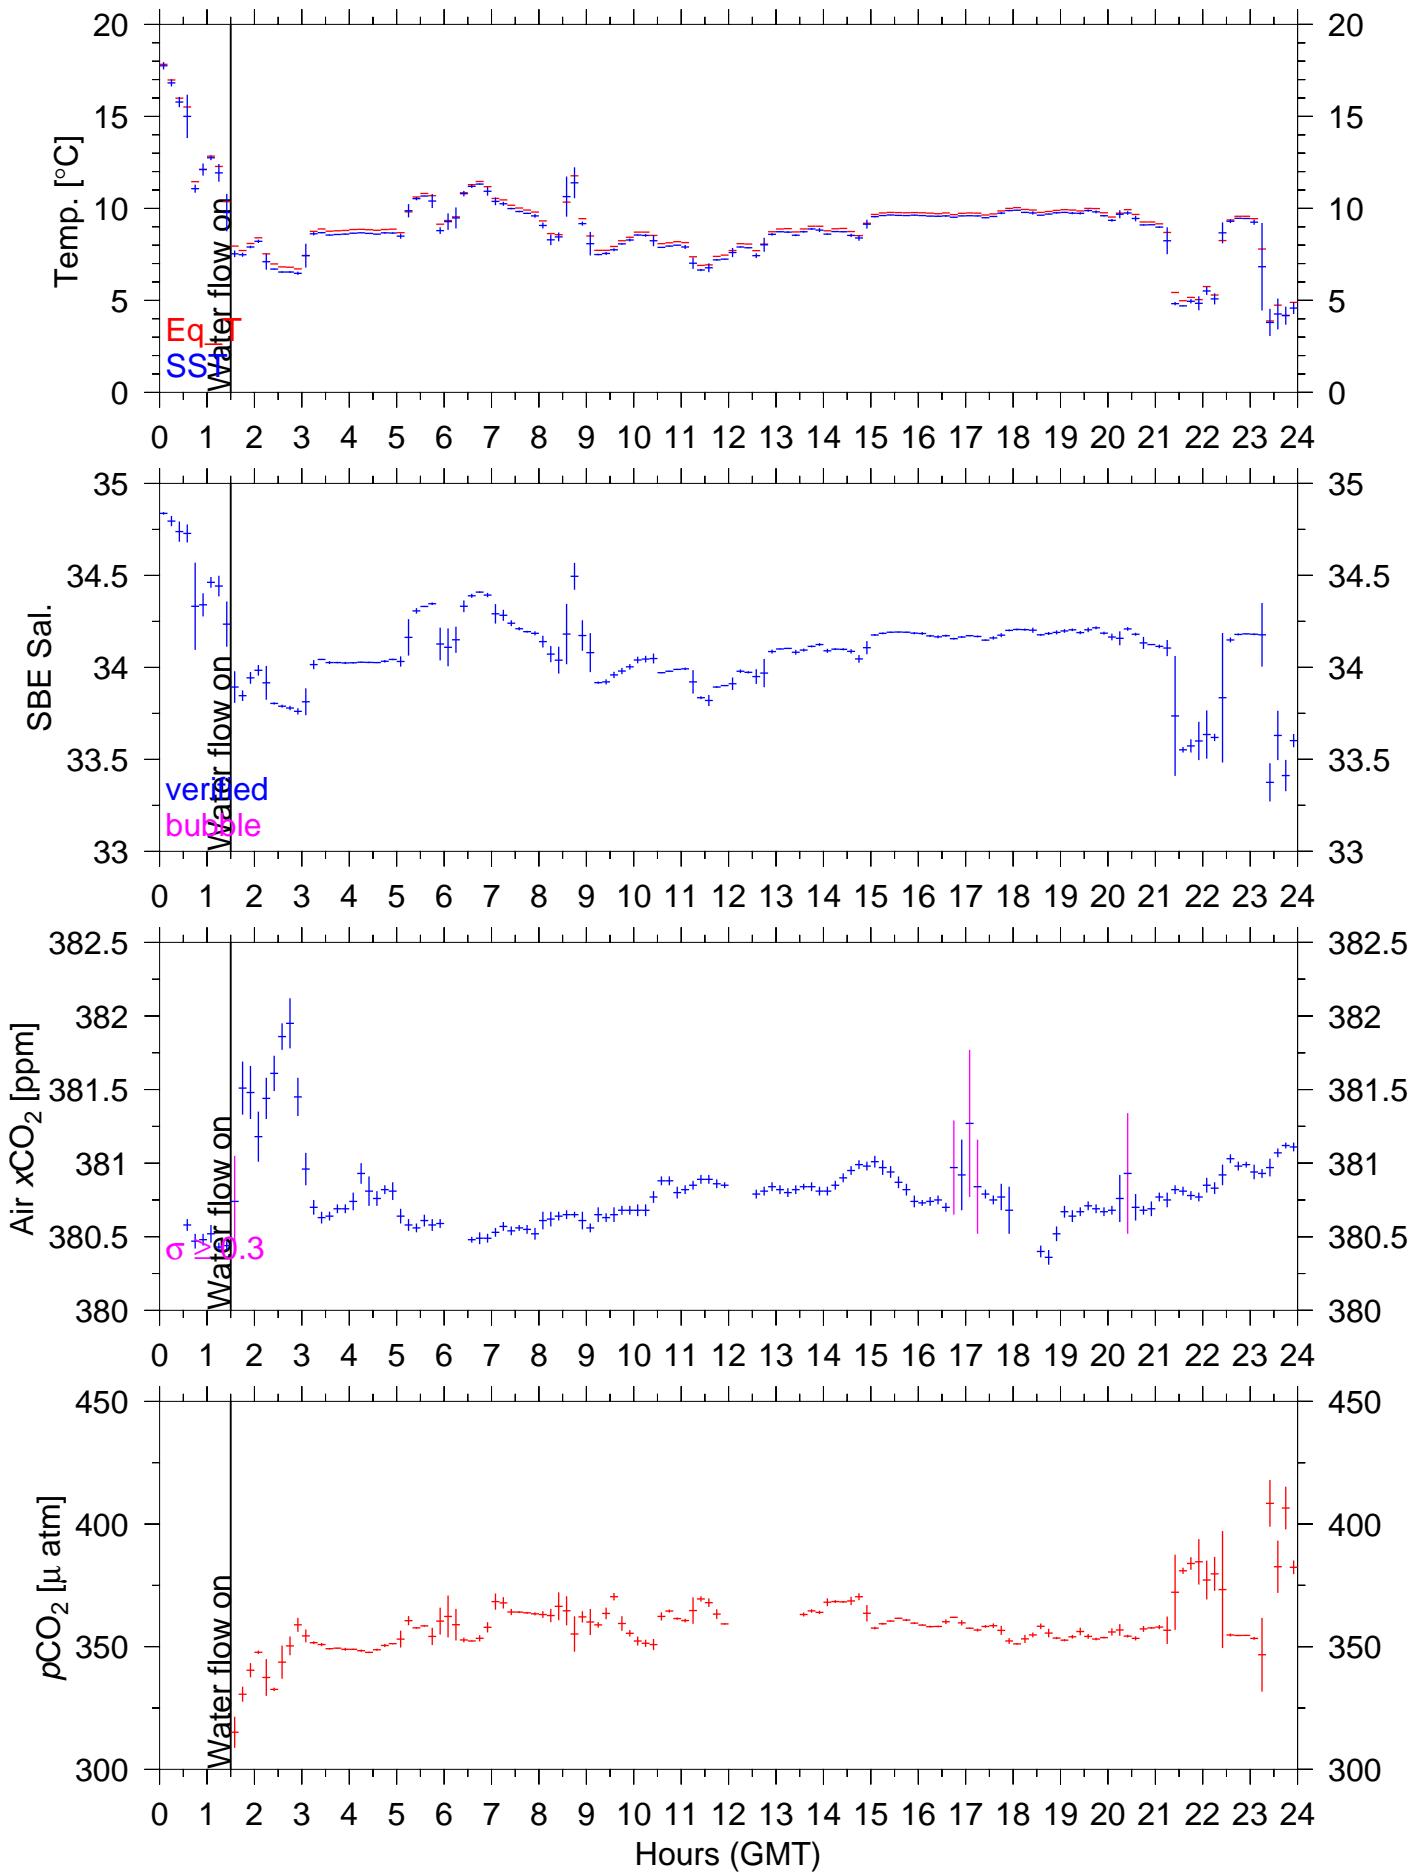 20 20
15 15
10 10
5 5
0 0
Temp. [°C]
Eq_T
SST
Water flow on
0 1 2 3 4 5 6 7 8 9 10 11 12 13 14 15 16 17 18 19 20 21 22 23 24
35 35
34.5 34.5
34 34
33.5 33.5
33 33
SBE Sal.
verified
bubble
Water flow on
0 1 2 3 4 5 6 7 8 9 10 11 12 13 14 15 16 17 18 19 20 21 22 23 24
382.5 382.5
382 382
381.5 381.5
381 381
380.5 380.5
380 380
Air xCO₂ [ppm]
σ ≥ 0.3
Water flow on
0 1 2 3 4 5 6 7 8 9 10 11 12 13 14 15 16 17 18 19 20 21 22 23 24
450 450
400 400
350 350
300 300
pCO₂ [μ atm]
Water flow on
0 1 2 3 4 5 6 7 8 9 10 11 12 13 14 15 16 17 18 19 20 21 22 23 24
Hours (GMT)